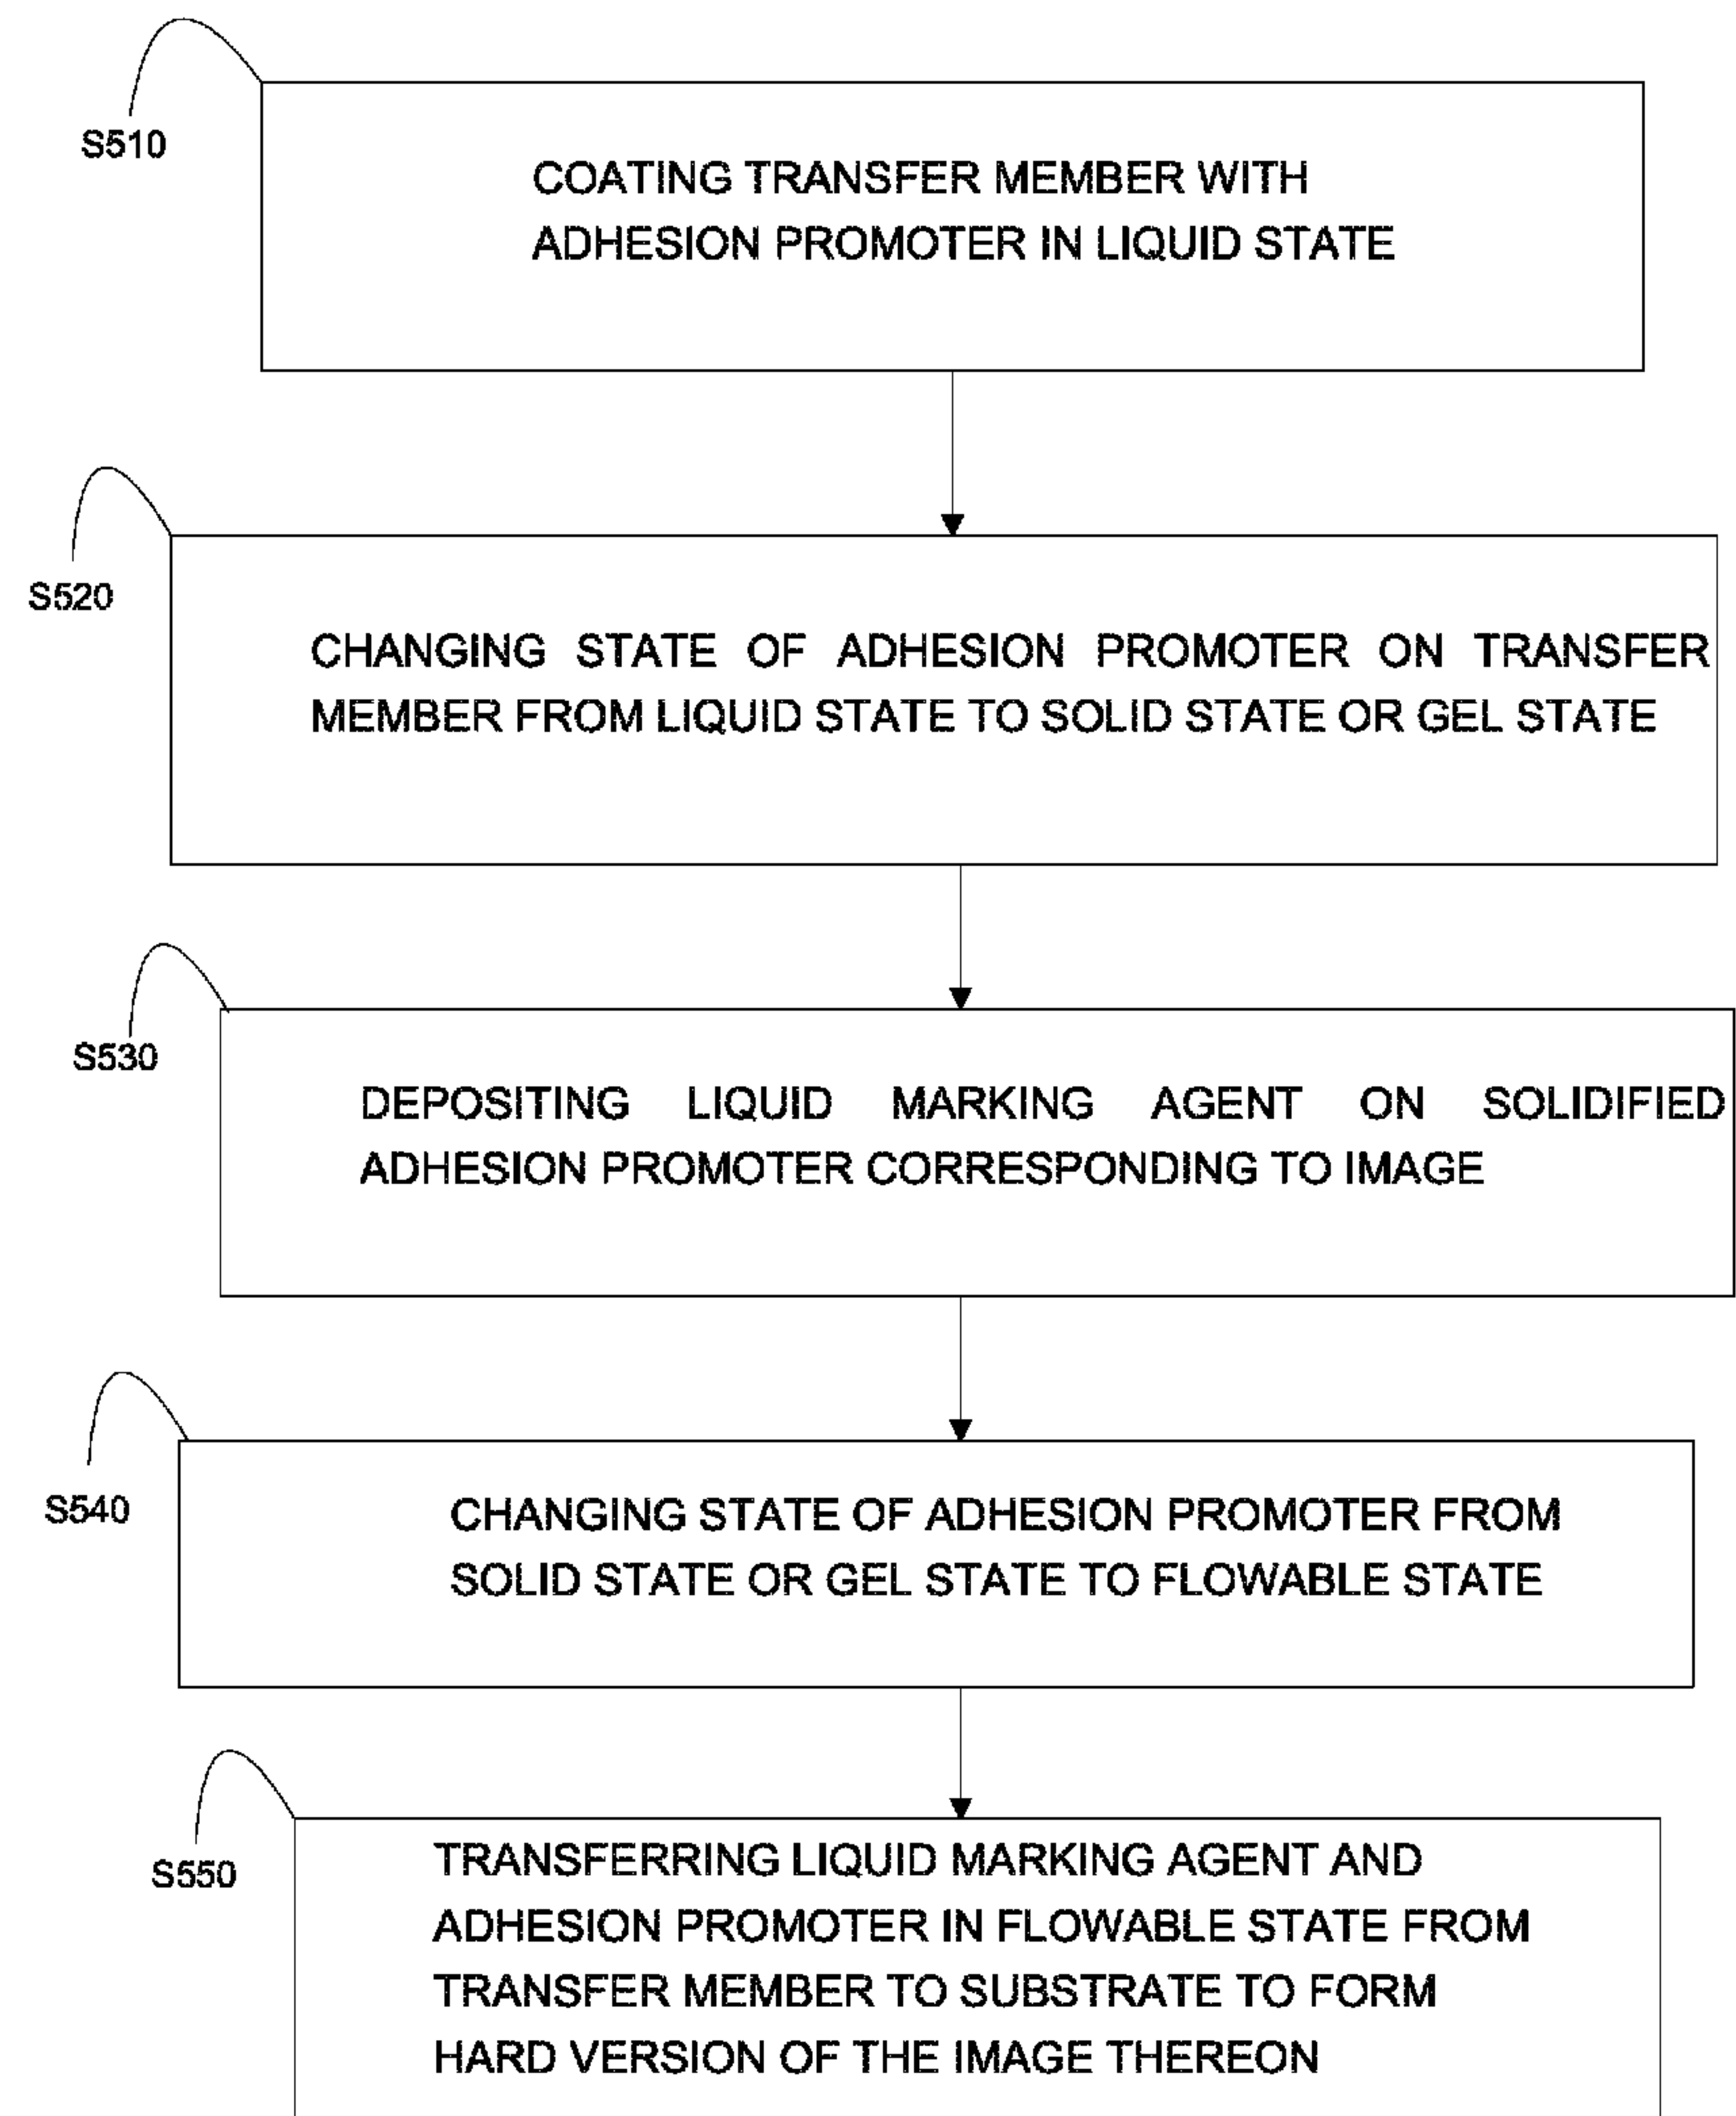 S510
COATING TRANSFER MEMBER WITH
ADHESION PROMOTER IN LIQUID STATE
S520
CHANGING STATE OF ADHESION PROMOTER ON TRANSFER
MEMBER FROM LIQUID STATE TO SOLID STATE OR GEL STATE
S530
DEPOSITING LIQUID MARKING AGENT ON SOLIDIFIED
ADHESION PROMOTER CORRESPONDING TO IMAGE
S540
CHANGING STATE OF ADHESION PROMOTER FROM
SOLID STATE OR GEL STATE TO FLOWABLE STATE
S550
TRANSFERRING LIQUID MARKING AGENT AND
ADHESION PROMOTER IN FLOWABLE STATE FROM
TRANSFER MEMBER TO SUBSTRATE TO FORM
HARD VERSION OF THE IMAGE THEREON